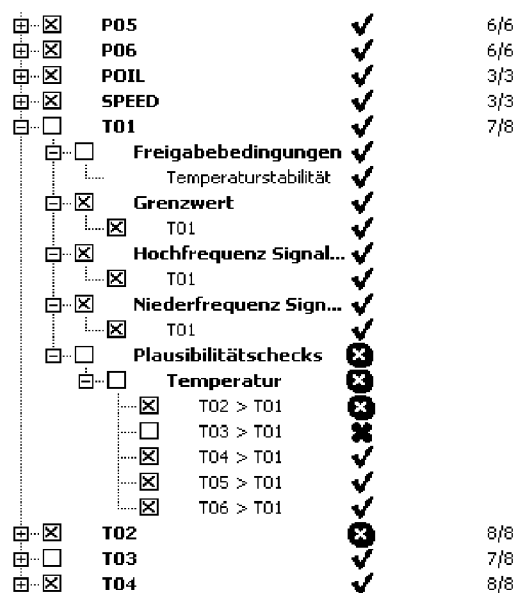 P05 6/6
P06 6/6
POIL 3/3
SPEED 3/3
T01 7/8
Freigabebedingungen
Temperaturstabilität
Grenzwert
T01
Hochfrequenz Signal...
T01
Niederfrequenz Sign...
T01
Plausibilitätschecks
Temperatur
T02 > T01
T03 > T01
T04 > T01
T05 > T01
T06 > T01
T02 8/8
T03 7/8
T04 8/8